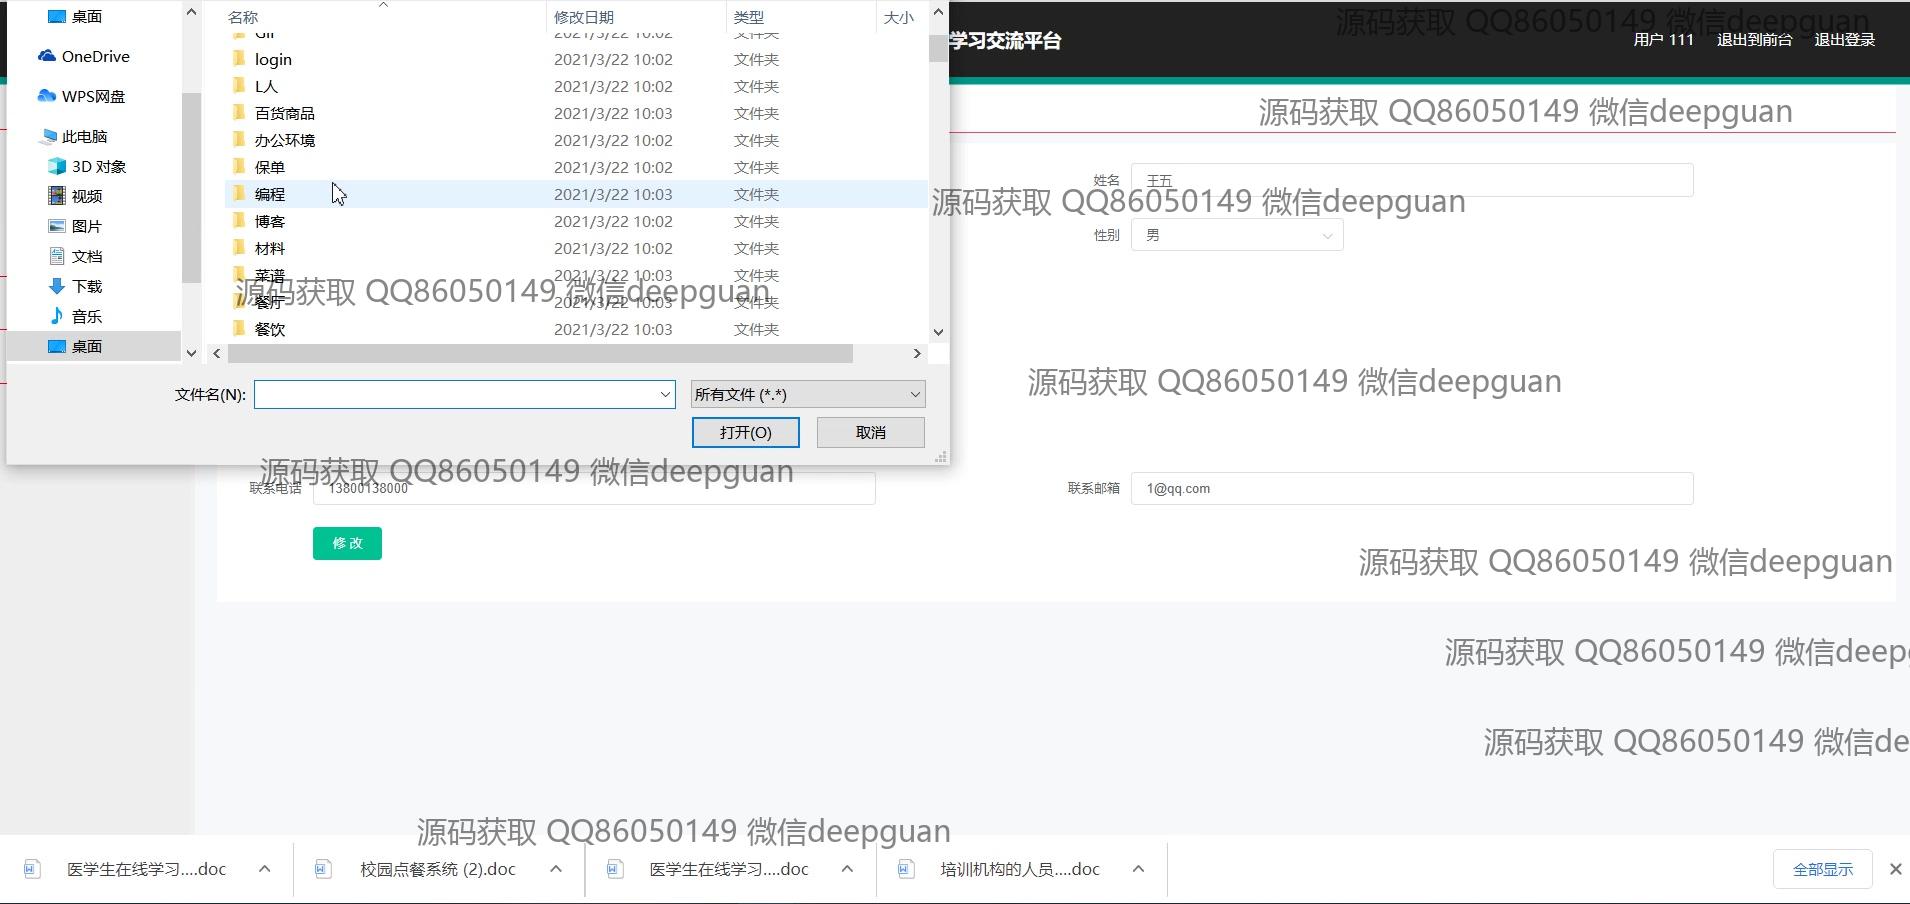 桌面
OneDrive
WPS网盘
此电脑
3D 对象
视频
图片
文档
下载
音乐
桌面
名称 修改日期 类型 大小
Gif 2021/3/22 10:02 文件夹
login 2021/3/22 10:02 文件夹
L人 2021/3/22 10:02 文件夹
百货商品 2021/3/22 10:03 文件夹
办公环境 2021/3/22 10:02 文件夹
保单 2021/3/22 10:02 文件夹
编程 2021/3/22 10:03 文件夹
博客 2021/3/22 10:02 文件夹
材料 2021/3/22 10:02 文件夹
菜谱 2021/3/22 10:03 文件夹
餐厅 2021/3/22 10:03 文件夹
餐饮 2021/3/22 10:03 文件夹
文件名(N): 所有文件 (*.*)
打开(O) 取消
学习交流平台
用户 111 退出到前台 退出登录
源码获取 QQ86050149 微信deepguan
源码获取 QQ86050149 微信deepguan
姓名 王五
源码获取 QQ86050149 微信deepguan
性别 男
源码获取 QQ86050149 微信deepguan
源码获取 QQ86050149 微信deepguan
源码获取 QQ86050149 微信deepguan
联系电话 13800138000
联系邮箱 1@qq.com
修 改
源码获取 QQ86050149 微信deepguan
源码获取 QQ86050149 微信deep
源码获取 QQ86050149 微信de
源码获取 QQ86050149 微信deepguan
医学生在线学习....doc 校园点餐系统 (2).doc 医学生在线学习....doc 培训机构的人员....doc 全部显示